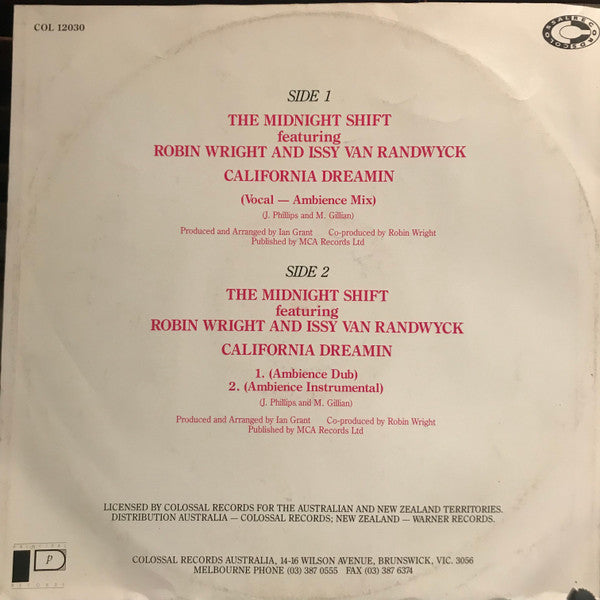 COL 12030
COLOSSAL RECORDS
SIDE 1
THE MIDNIGHT SHIFT
featuring
ROBIN WRIGHT AND ISSY VAN RANDWYCK
CALIFORNIA DREAMIN
(Vocal — Ambience Mix)
(J. Phillips and M. Gillian)
Produced and Arranged by Ian Grant Co-produced by Robin Wright
Published by MCA Records Ltd
SIDE 2
THE MIDNIGHT SHIFT
featuring
ROBIN WRIGHT AND ISSY VAN RANDWYCK
CALIFORNIA DREAMIN
1. (Ambience Dub)
2. (Ambience Instrumental)
(J. Phillips and M. Gillian)
Produced and Arranged by Ian Grant Co-produced by Robin Wright
Published by MCA Records Ltd
LICENSED BY COLOSSAL RECORDS FOR THE AUSTRALIAN AND NEW ZEALAND TERRITORIES.
DISTRIBUTION AUSTRALIA — COLOSSAL RECORDS; NEW ZEALAND — WARNER RECORDS.
PRINCIPAL
P
RECORDS
COLOSSAL RECORDS AUSTRALIA, 14-16 WILSON AVENUE, BRUNSWICK, VIC. 3056
MELBOURNE PHONE (03) 387 0555 FAX (03) 387 6374